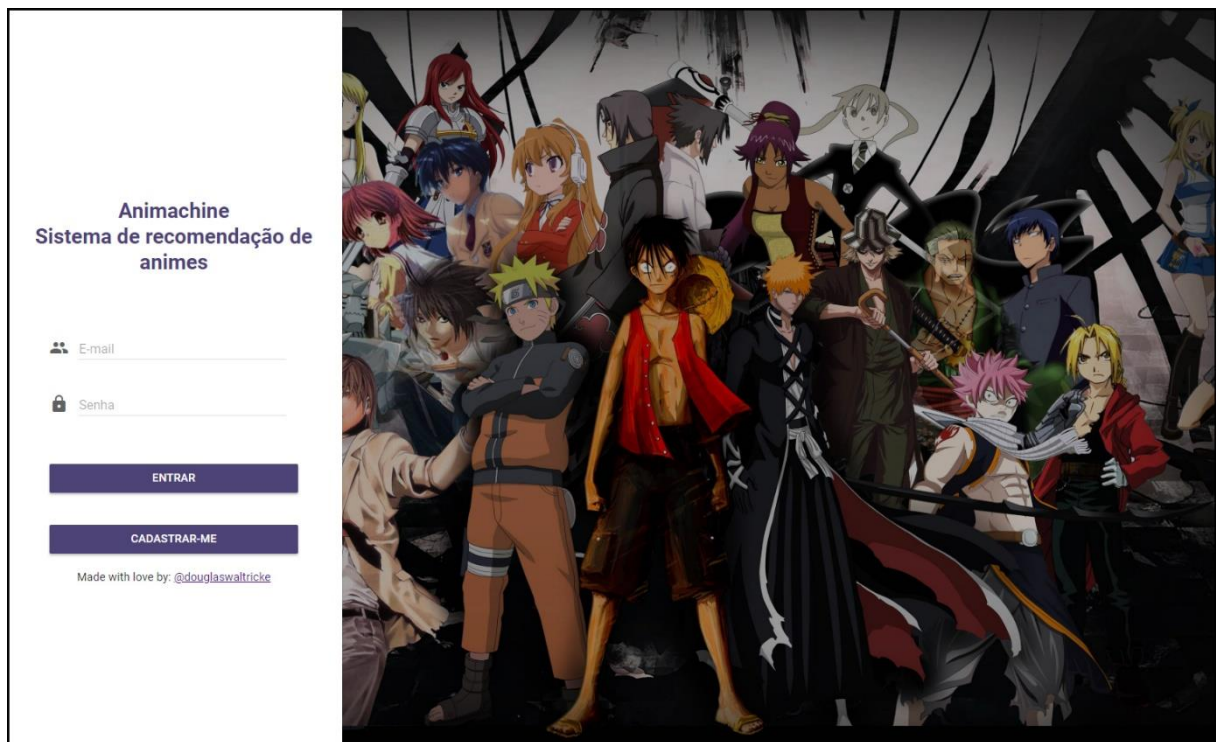 Animachine
Sistema de recomendação de
animes
E-mail
Senha
ENTRAR
CADASTRAR-ME
Made with love by: @douglaswaltricke